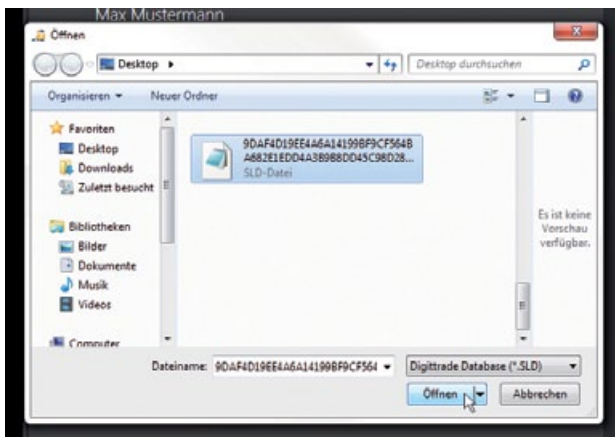 Max Mustermann
Öffnen
Desktop
Desktop durchsuchen
Organisieren
Neuer Ordner
Favoriten
Desktop
Downloads
Zuletzt besucht
Bibliotheken
Bilder
Dokumente
Musik
Videos
Computer
9DAF4D19EE4A6A14199BF9CF564B
A682E1EDD4A3B98BDD45C98D28...
SLD-Datei
Es ist keine
Vorschau
verfügbar.
Dateiname: 9DAF4D19EE4A6A14199BF9CF564
Digittrade Database (*.SLD)
Öffnen
Abbrechen